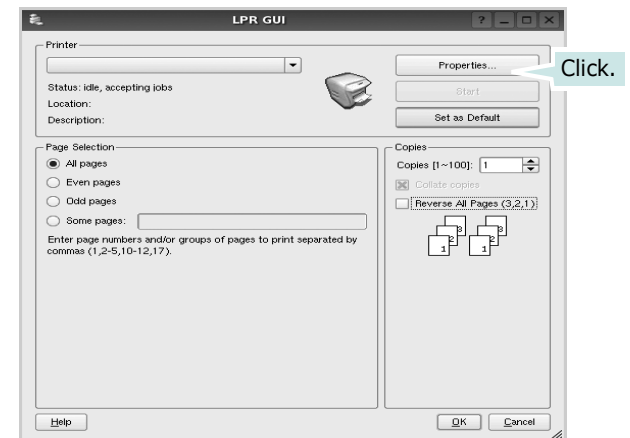 LPR GUI
Printer
Properties...
Click.
Status: idle, accepting jobs
Start
Location:
Description:
Set as Default
Page Selection
All pages
Even pages
Odd pages
Some pages:
Enter page numbers and/or groups of pages to print separated by
commas (1,2-5,10-12,17).
Copies
Copies [1~100]: 1
Collate copies
Reverse All Pages (3,2,1)
3 3
2 2
1 1
Help
OK
Cancel